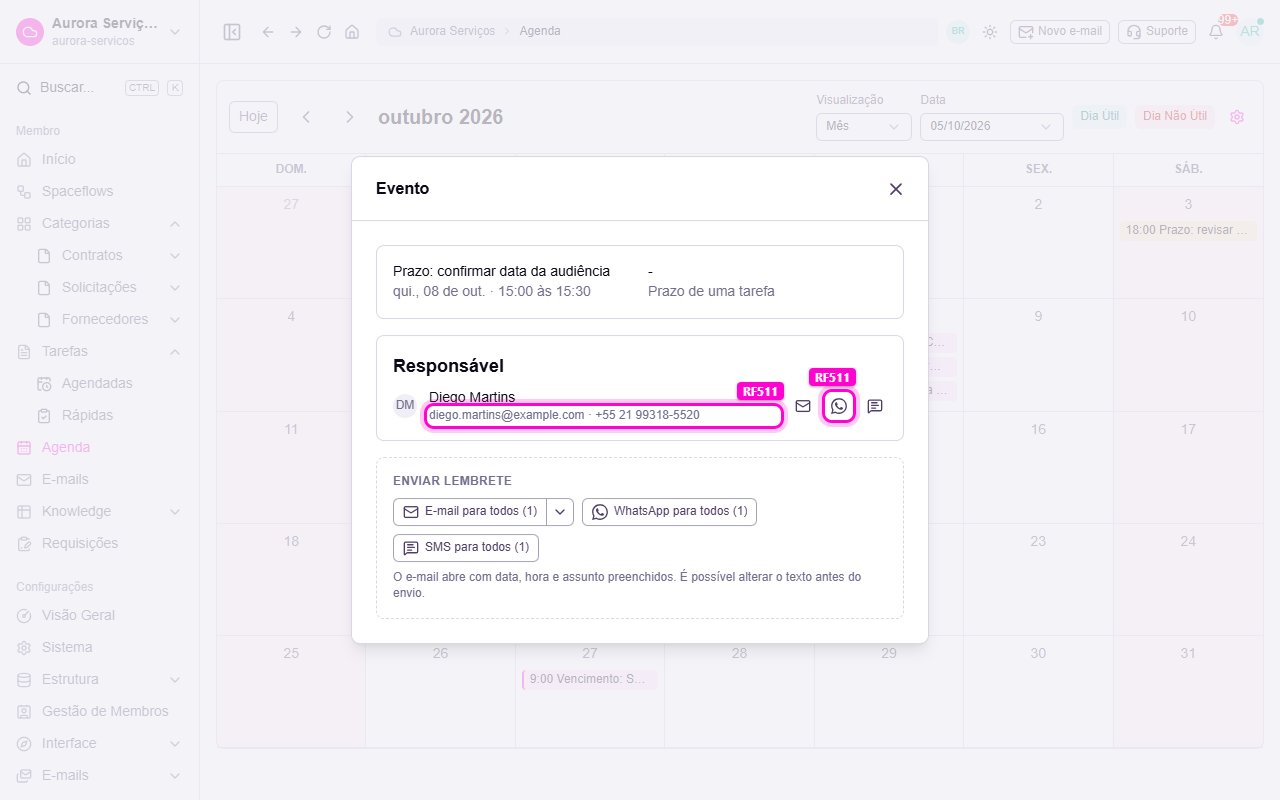 Aurora Serviç...
aurora-servicos
Aurora Serviços
Agenda
BR
Novo e-mail
Suporte
99+
AR
Buscar...
CTRL
K
Membro
Início
Spaceflows
Categorias
Contratos
Solicitações
Fornecedores
Tarefas
Agendadas
Rápidas
Agenda
E-mails
Knowledge
Requisições
Configurações
Visão Geral
Sistema
Estrutura
Gestão de Membros
Interface
E-mails
Hoje
outubro 2026
Visualização
Mês
Data
05/10/2026
Dia Útil
Dia Não Útil
DOM.
SEX.
SÁB.
27
2
3
18:00 Prazo: revisar ...
4
9
10
C...
a ...
11
16
17
18
23
24
25
26
27
28
29
30
31
9:00 Vencimento: S...
Evento
Prazo: confirmar data da audiência
-
qui., 08 de out. · 15:00 às 15:30
Prazo de uma tarefa
Responsável
RF511
RF511
DM
Diego Martins
diego.martins@example.com · +55 21 99318-5520
ENVIAR LEMBRETE
E-mail para todos (1)
WhatsApp para todos (1)
SMS para todos (1)
O e-mail abre com data, hora e assunto preenchidos. É possível alterar o texto antes do
envio.